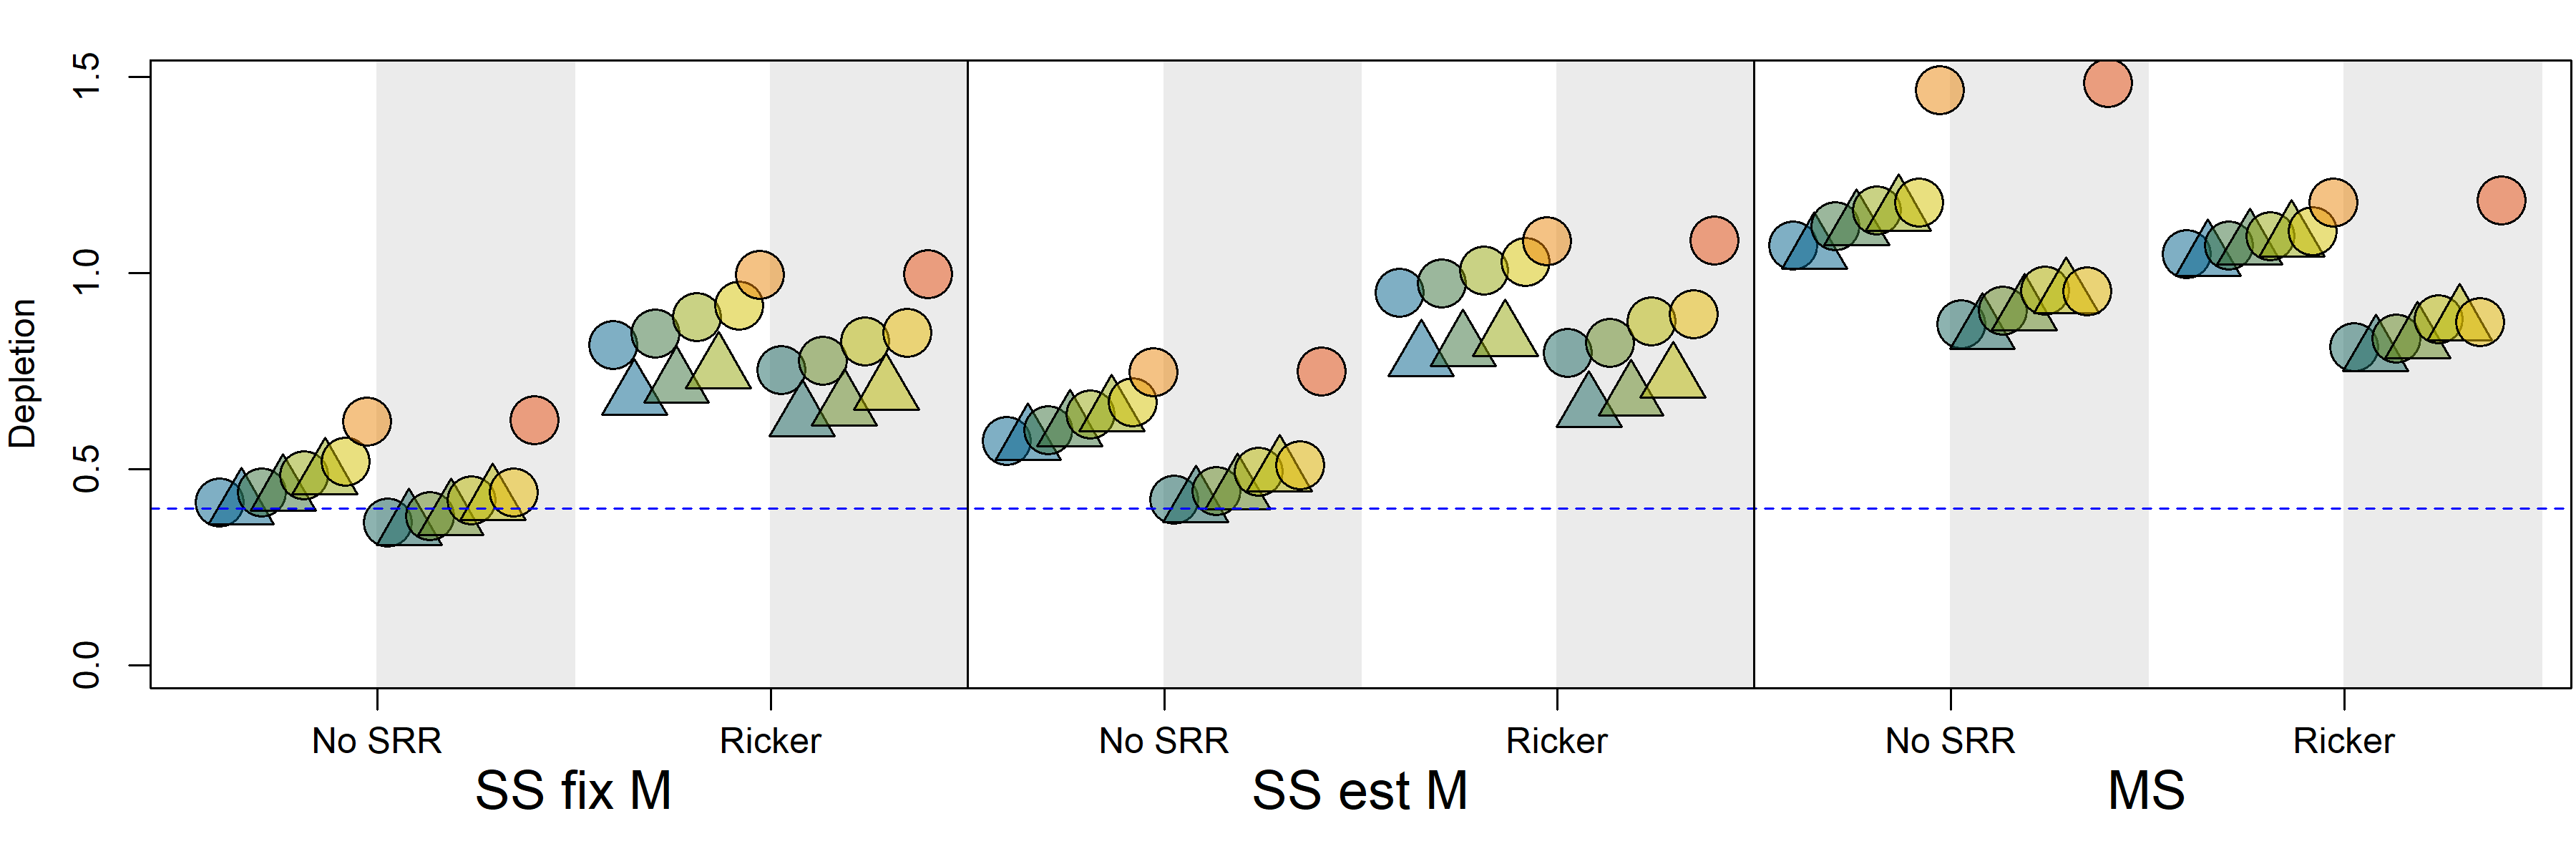 Depletion
1.5
1.0
0.5
0.0
No SRR Ricker No SRR Ricker No SRR Ricker
SS fix M SS est M MS